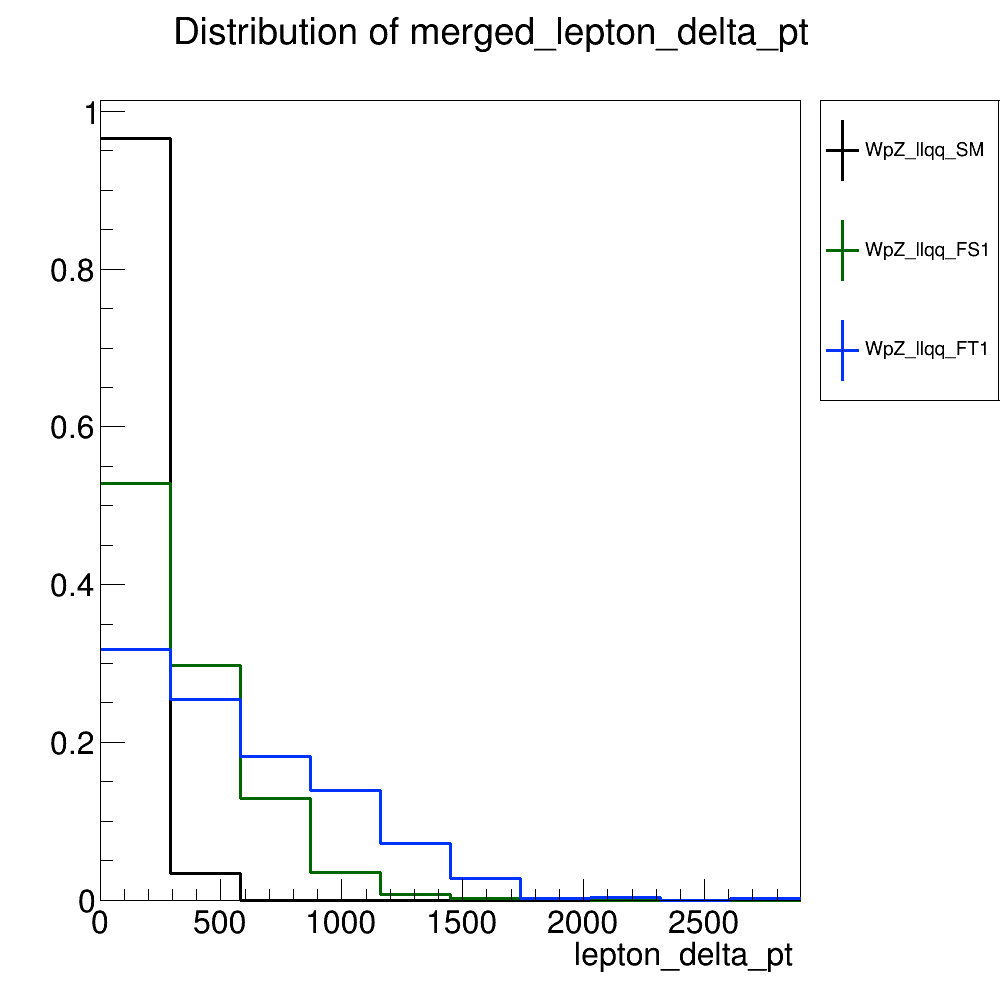 Distribution of merged_lepton_delta_pt
1
0.8
0.6
0.4
0.2
0
0 500 1000 1500 2000 2500
lepton_delta_pt
WpZ_llqq_SM
WpZ_llqq_FS1
WpZ_llqq_FT1